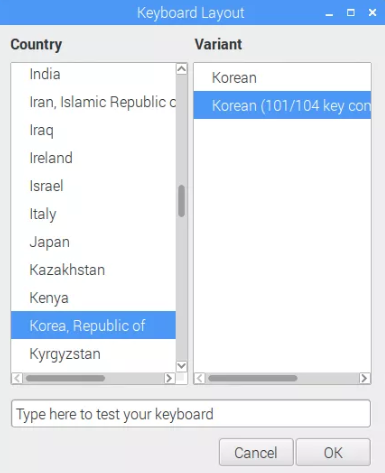 Keyboard Layout
Country
Variant
India
Iran, Islamic Republic
Iraq
Ireland
Israel
Italy
Japan
Kazakhstan
Kenya
Korea, Republic of
Kyrgyzstan
Korean
Korean (101/104 key
Type here to test your keyboard
Cancel
OK